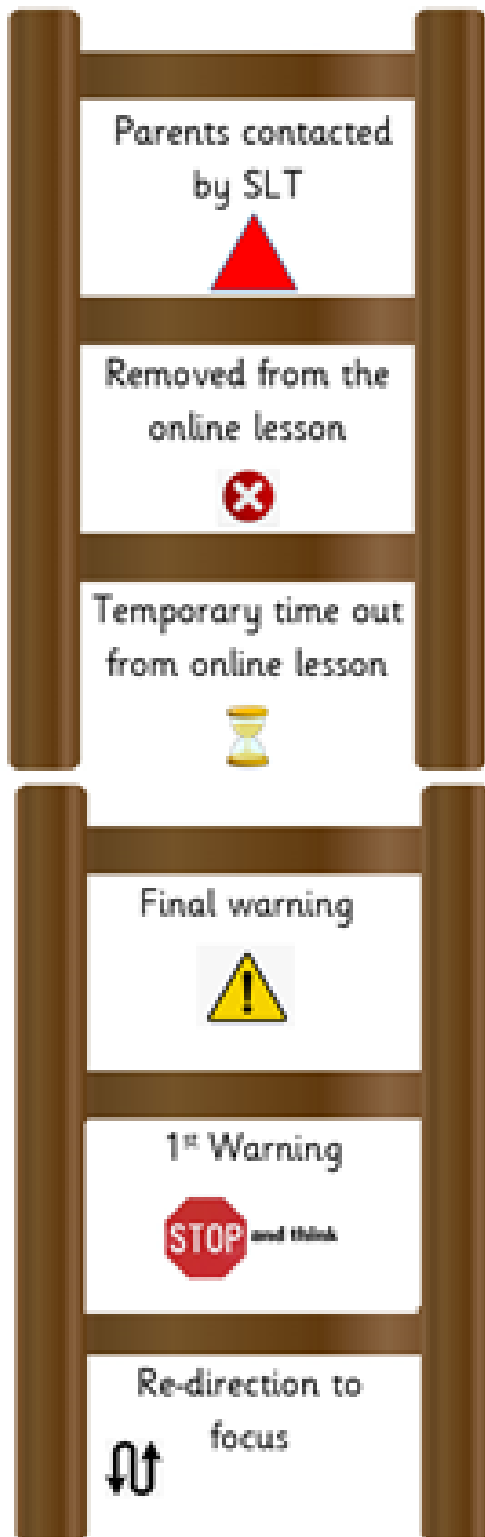 Parents contacted
by SLT
Removed from the
online lesson
Temporary time out
from online lesson
Final warning
!
1st Warning
STOP and think
Re-direction to
focus